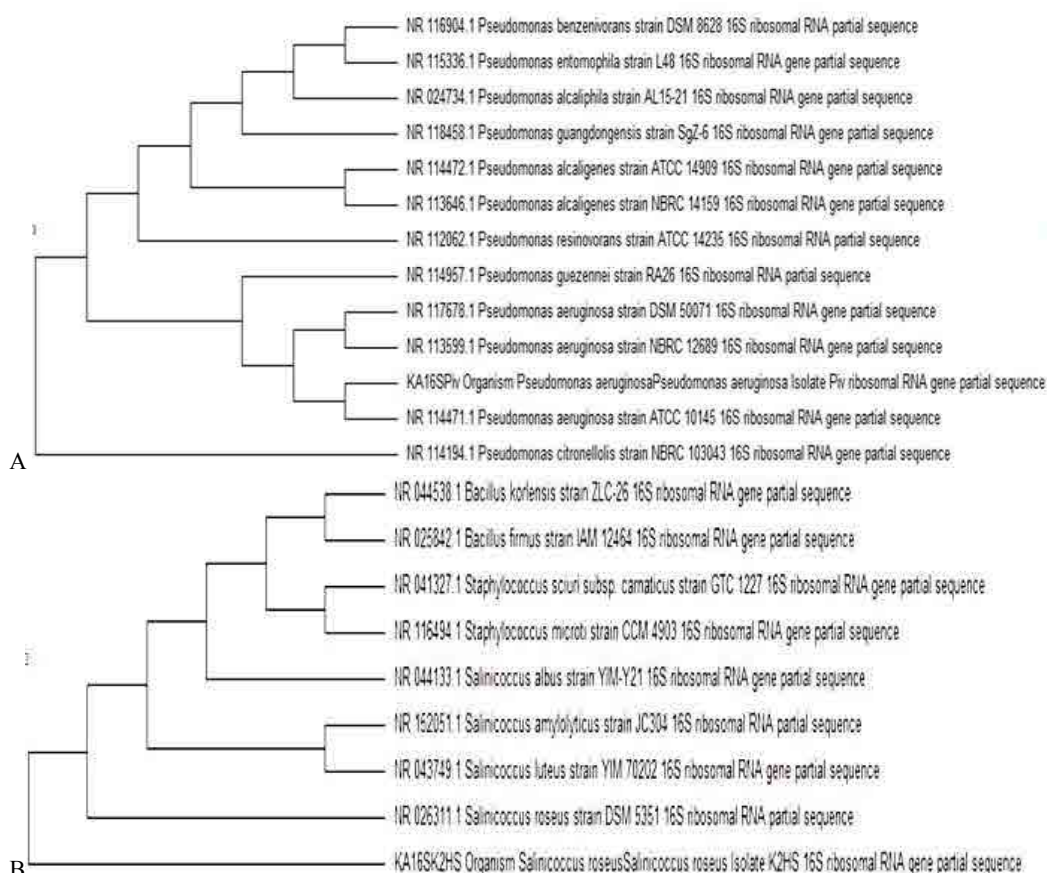 NR 116904.1 Pseudomonas benzenivorans strain DSM 8628 16S ribosomal RNA partial sequence
NR 115336.1 Pseudomonas entomophila strain L48 16S ribosomal RNA gene partial sequence
NR 024734.1 Pseudomonas alcaliphila strain AL15-21 16S ribosomal RNA gene partial sequence
NR 118458.1 Pseudomonas guangdongensis strain SgZ-6 16S ribosomal RNA gene partial sequence
NR 114472.1 Pseudomonas alcaligenes strain ATCC 14909 16S ribosomal RNA gene partial sequence
NR 113646.1 Pseudomonas alcaligenes strain NBRC 14159 16S ribosomal RNA gene partial sequence
NR 112062.1 Pseudomonas resinovorans strain ATCC 14235 16S ribosomal RNA partial sequence
NR 114957.1 Pseudomonas guezennei strain RA26 16S ribosomal RNA partial sequence
NR 117678.1 Pseudomonas aeruginosa strain DSM 50071 16S ribosomal RNA gene partial sequence
NR 113599.1 Pseudomonas aeruginosa strain NBRC 12689 16S ribosomal RNA gene partial sequence
KA16SPiv Organism Pseudomonas aeruginosaPseudomonas aeruginosa Isolate Piv ribosomal RNA gene partial sequence
NR 114471.1 Pseudomonas aeruginosa strain ATCC 10145 16S ribosomal RNA gene partial sequence
NR 114194.1 Pseudomonas citronellolis strain NBRC 103043 16S ribosomal RNA gene partial sequence
A
NR 044538.1 Bacillus korlensis strain ZLC-26 16S ribosomal RNA gene partial sequence
NR 025842.1 Bacillus firmus strain IAM 12464 16S ribosomal RNA gene partial sequence
NR 041327.1 Staphylococcus sciuri subsp. carnaticus strain GTC 1227 16S ribosomal RNA gene partial sequence
NR 116494.1 Staphylococcus microti strain CCM 4903 16S ribosomal RNA gene partial sequence
NR 044133.1 Salinicoccus albus strain YIM-Y21 16S ribosomal RNA gene partial sequence
NR 152051.1 Salinicoccus amylolyticus strain JC304 16S ribosomal RNA partial sequence
NR 043749.1 Salinicoccus luteus strain YIM 70202 16S ribosomal RNA gene partial sequence
NR 026311.1 Salinicoccus roseus strain DSM 5351 16S ribosomal RNA partial sequence
KA16SK2HS Organism Salinicoccus roseusSalinicoccus roseus Isolate K2HS 16S ribosomal RNA gene partial sequence
B